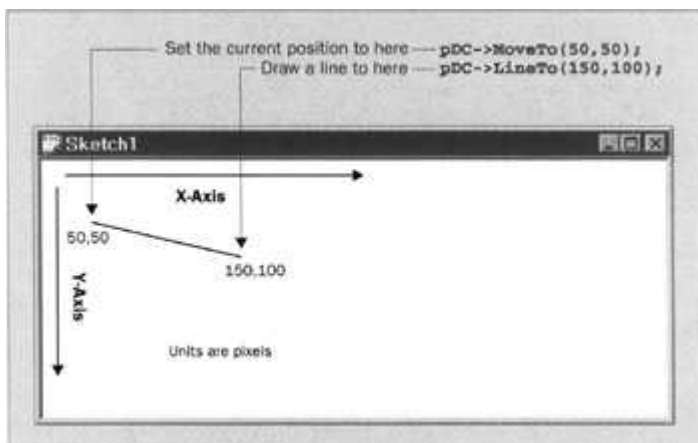 Set the current position to here pDC->MoveTo(50,50);
Draw a line to here pDC->LineTo(150,100);
Sketch1
X-Axis
50,50
150,100
Y-Axis
Units are pixels